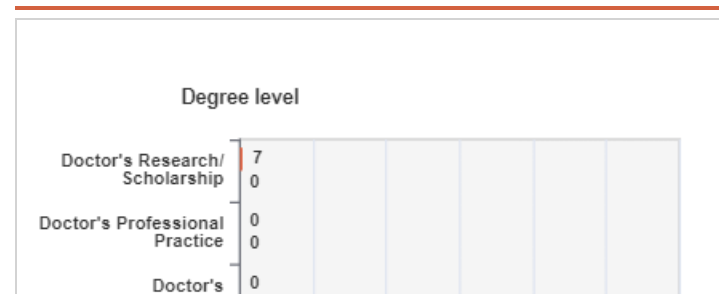 Degree level
Doctor's Research/
Scholarship
7
0
Doctor's Professional
Practice
0
0
Doctor's
0